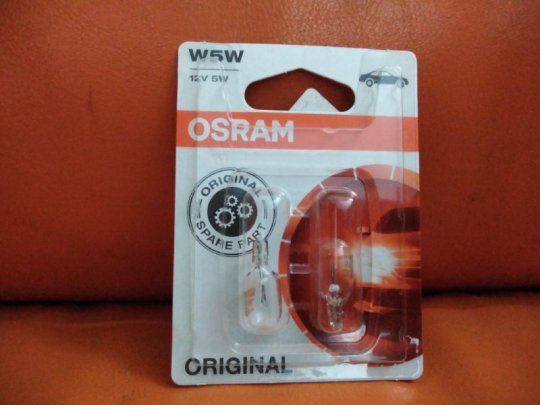 W5W
12V 5W
OSRAM
ORIGINAL
SPARE PART
ORIGINAL